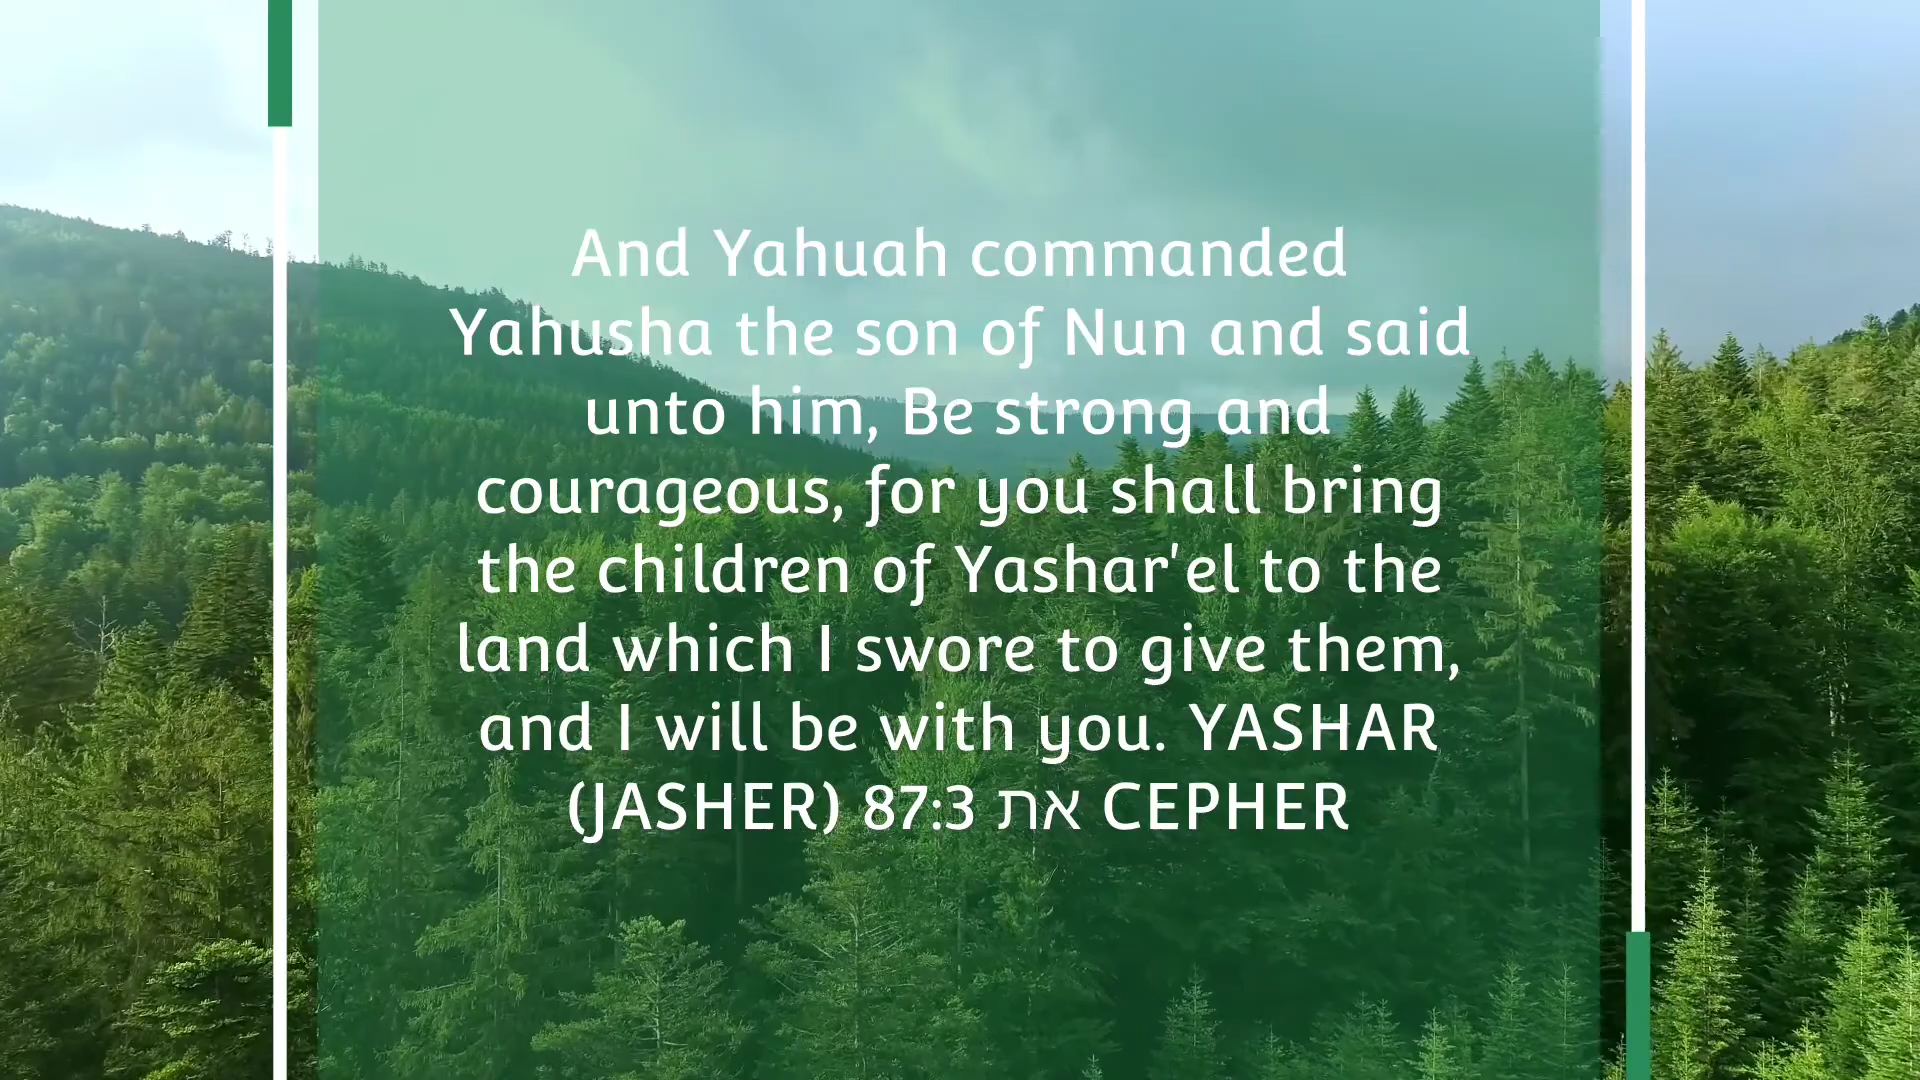 And Yahuah commanded
Yahusha the son of Nun and said
unto him, Be strong and
courageous, for you shall bring
the children of Yashar'el to the
land which I swore to give them,
and I will be with you. YASHAR
(JASHER) 87:3 את CEPHER